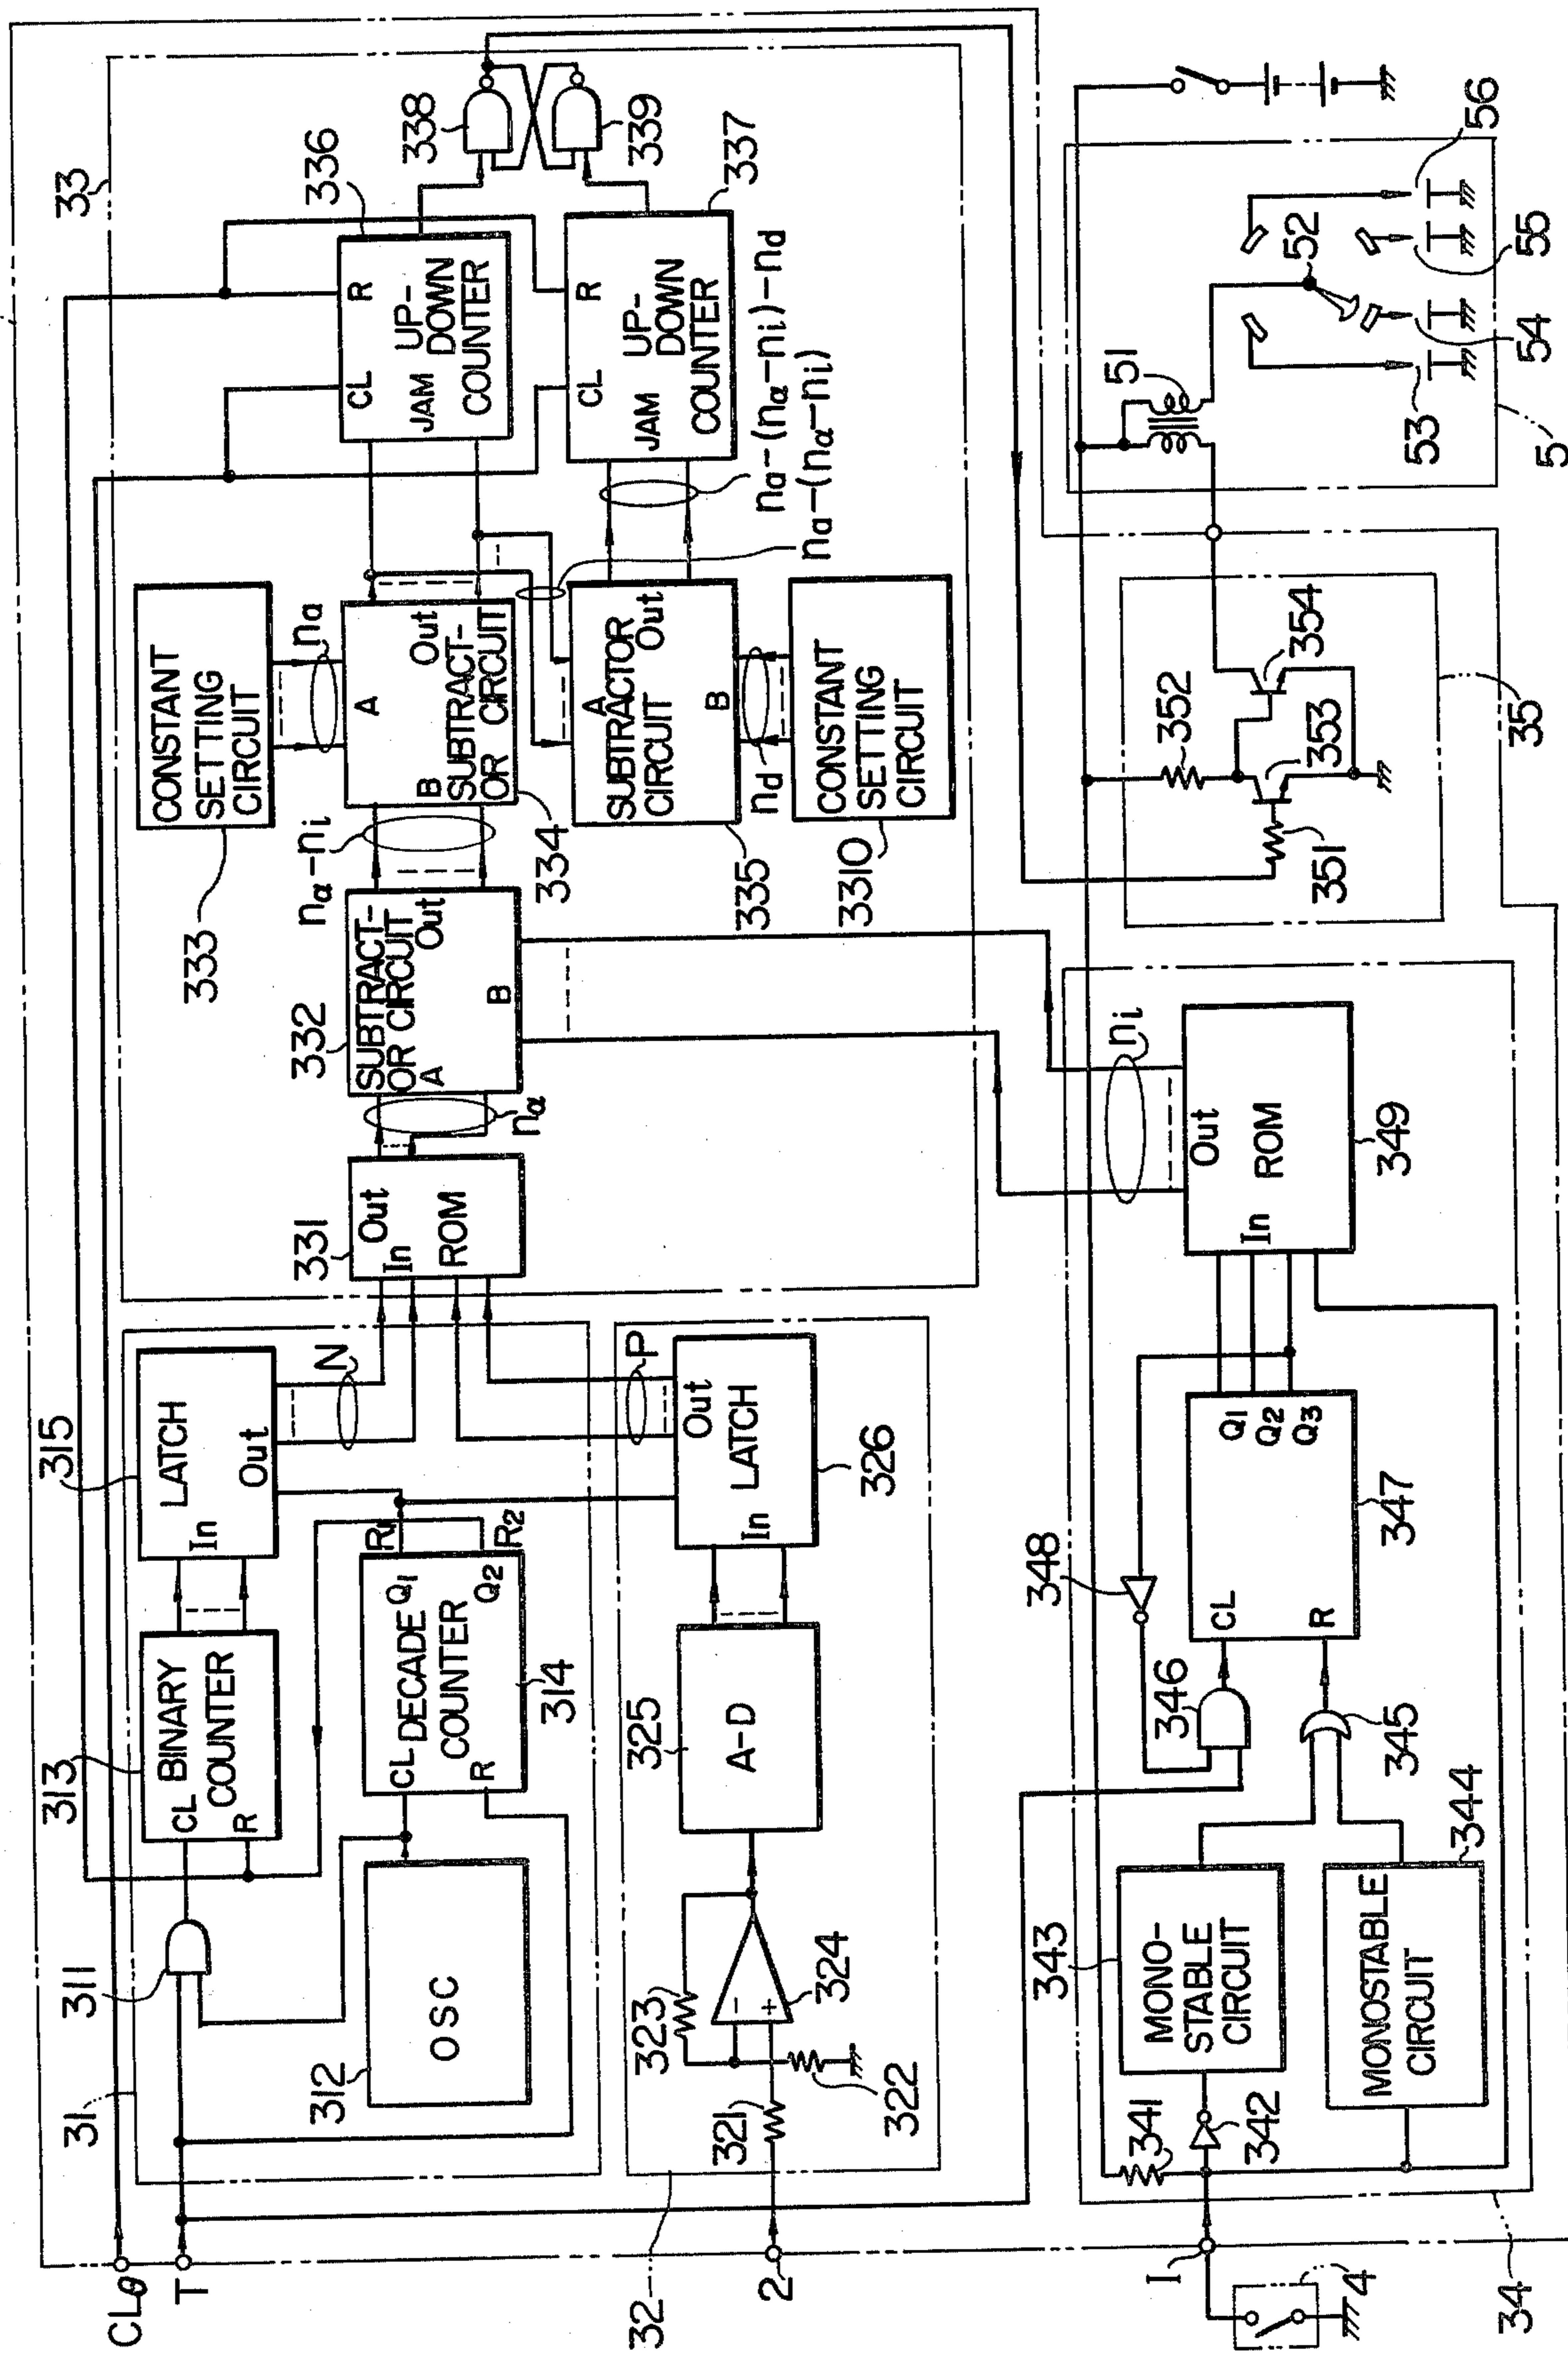 CLθ
T
2
I
4
31
311
312
OSC
313
CL BINARY
COUNTER
R
314
CL DECADE
COUNTER
R
Q1
Q2
R1
R2
315
LATCH
In
Out
N
32
321
322
323
324
-
+
325
A-D
326
LATCH
In
Out
P
33
331
Out
In
ROM
nα
332
SUBTRACT-
OR CIRCUIT
A
Out
B
nα-ni
333
CONSTANT
SETTING
CIRCUIT
na
334
A
B
Out
SUBTRACT-
OR CIRCUIT
335
A
SUBTRACTOR
CIRCUIT
Out
B
nd
3310
CONSTANT
SETTING
CIRCUIT
na-(nα-ni)
na-(nα-ni)-nd
336
CL
R
UP-
JAM DOWN
COUNTER
337
CL
R
UP-
JAM DOWN
COUNTER
338
339
34
341
342
343
MONO-
STABLE
CIRCUIT
344
MONOSTABLE
CIRCUIT
345
346
347
CL
R
Q1
Q2
Q3
348
349
Out
In
ROM
ni
35
351
352
353
354
5
51
52
53
54
55
56